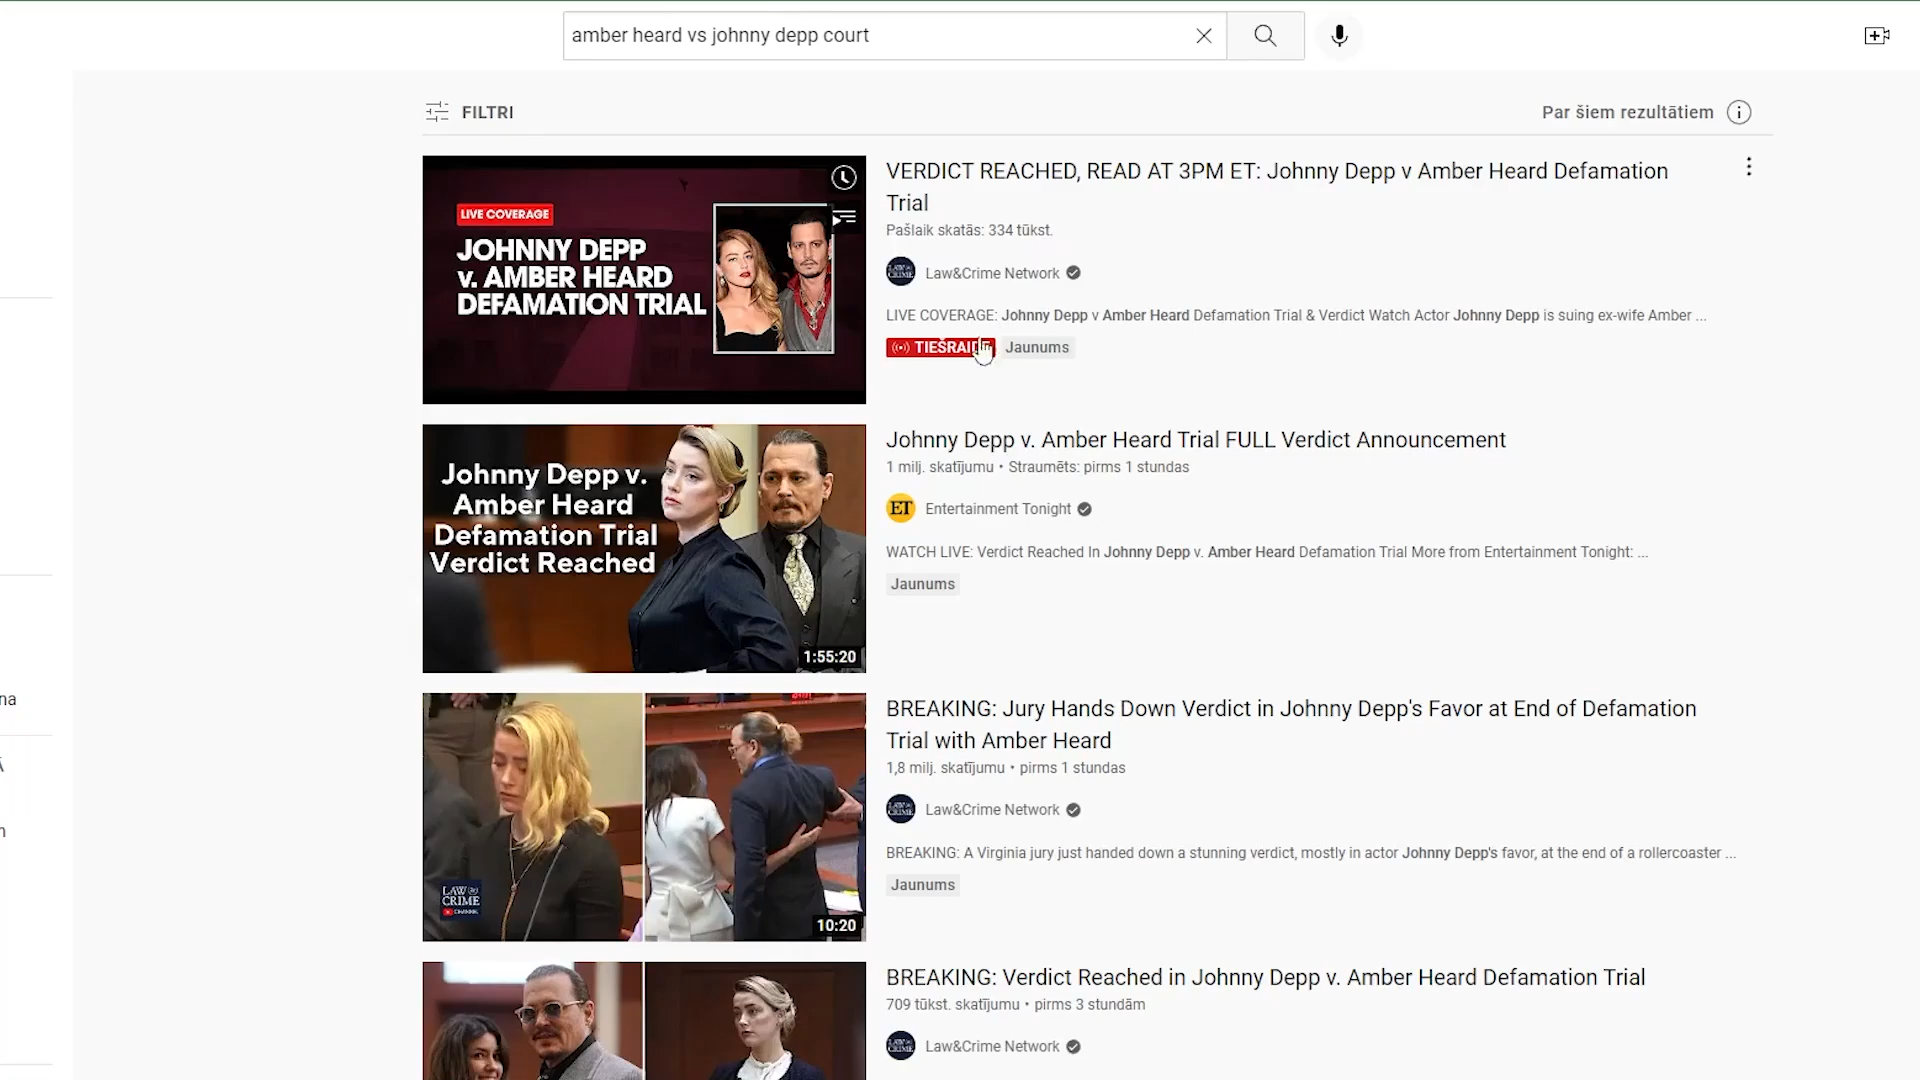 amber heard vs johnny depp court
FILTRI
Par šiem rezultātiem
LIVE COVERAGE
JOHNNY DEPP
v. AMBER HEARD
DEFAMATION TRIAL
VERDICT REACHED, READ AT 3PM ET: Johnny Depp v Amber Heard Defamation
Trial
Pašlaik skatās: 334 tūkst.
LAW&CRIME
Law&Crime Network
LIVE COVERAGE: Johnny Depp v Amber Heard Defamation Trial & Verdict Watch Actor Johnny Depp is suing ex-wife Amber ...
TIEŠRAIDE Jaunums
Johnny Depp v.
Amber Heard
Defamation Trial
Verdict Reached
1:55:20
Johnny Depp v. Amber Heard Trial FULL Verdict Announcement
1 milj. skatījumu • Straumēts: pirms 1 stundas
ET Entertainment Tonight
WATCH LIVE: Verdict Reached In Johnny Depp v. Amber Heard Defamation Trial More from Entertainment Tonight: ...
Jaunums
na
LAW
CRIME
CHANNEL
10:20
BREAKING: Jury Hands Down Verdict in Johnny Depp's Favor at End of Defamation
Trial with Amber Heard
1,8 milj. skatījumu • pirms 1 stundas
Law&Crime Network
BREAKING: A Virginia jury just handed down a stunning verdict, mostly in actor Johnny Depp's favor, at the end of a rollercoaster ...
Jaunums
BREAKING: Verdict Reached in Johnny Depp v. Amber Heard Defamation Trial
709 tūkst. skatījumu • pirms 3 stundām
Law&Crime Network